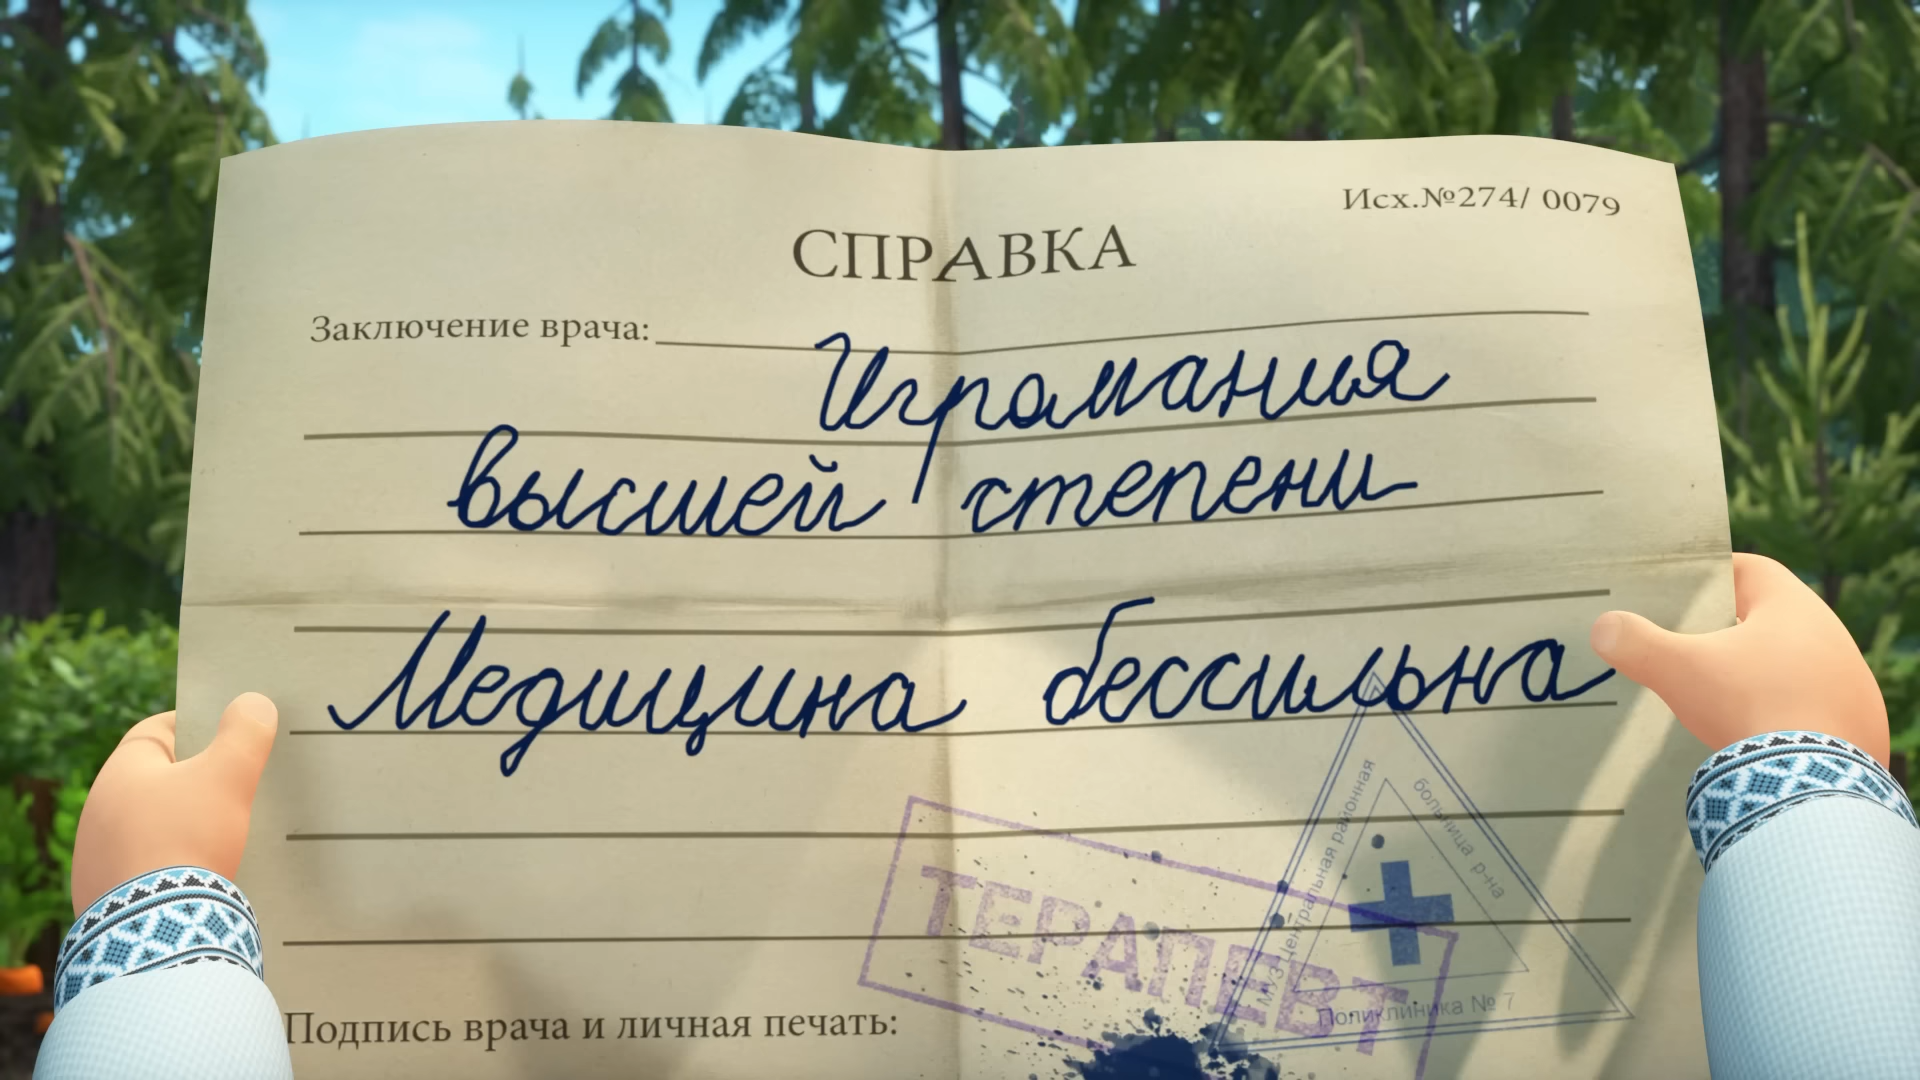 Исх.№274/ 0079
СПРАВКА
Заключение врача:
Игромания
высшей степени
Медицина бессильна
ТЕРАПЕВТ
МУЗ Центральная районная
больница р-на
Поликлиника № 7
Подпись врача и личная печать: